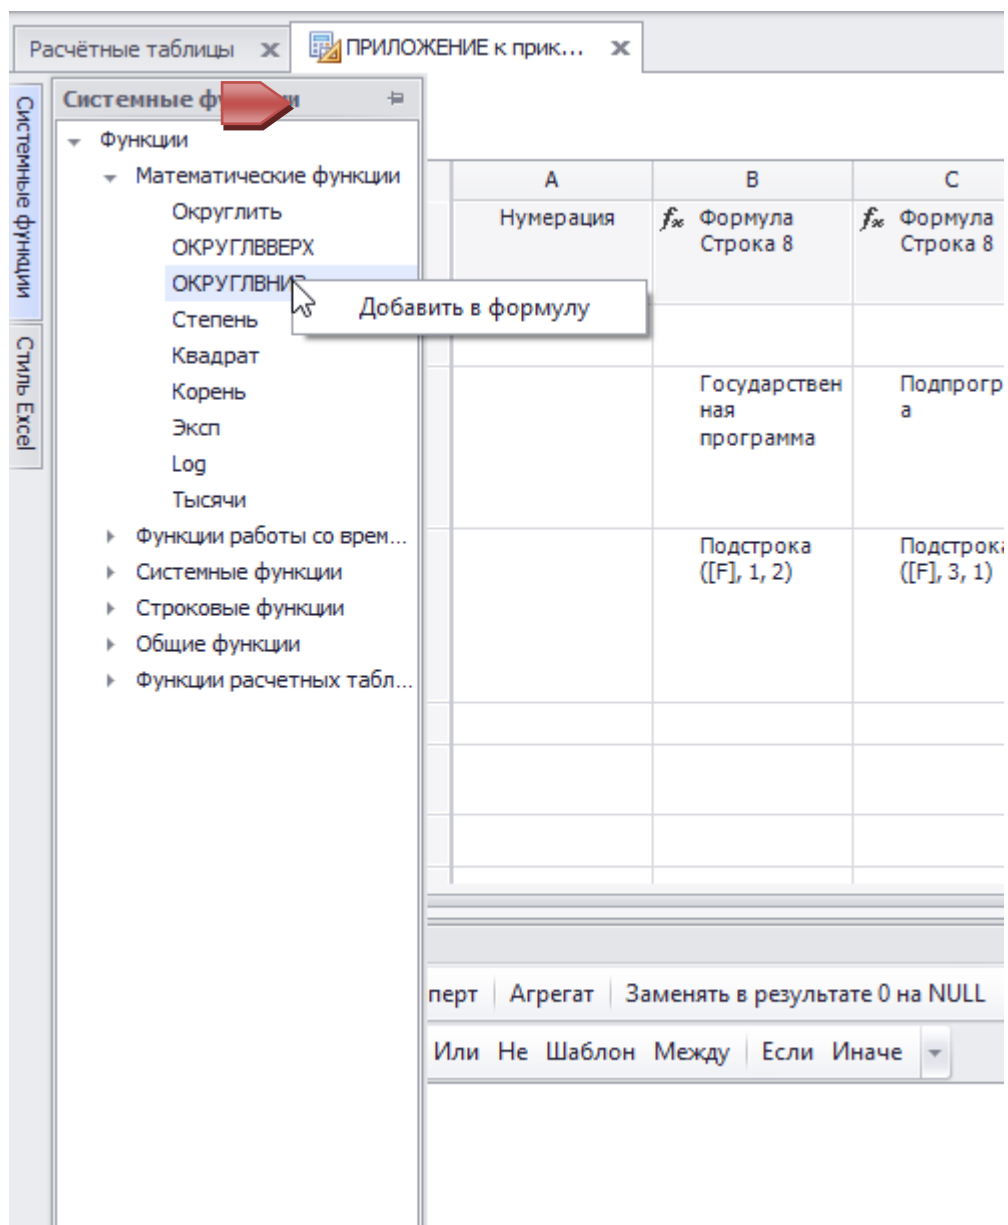 Расчётные таблицы
ПРИЛОЖЕНИЕ к прик...
Системные функции
Стиль Excel
Системные
Функции
Математические функции
Округлить
ОКРУГЛВВЕРХ
Степень
Квадрат
Корень
Эксп
Log
Тысячи
Функции работы со врем...
Системные функции
Строковые функции
Общие функции
Функции расчетных табл...
Добавить в формулу
A
B
C
Нумерация
fx Формула
Строка 8
fx Формула
Строка 8
Государствен
ная
программа
Подпрогр
а
Подстрока
([F], 1, 2)
Подстрока
([F], 3, 1)
перт Агрегат Заменять в результате 0 на NULL
Или Не Шаблон Между Если Иначе